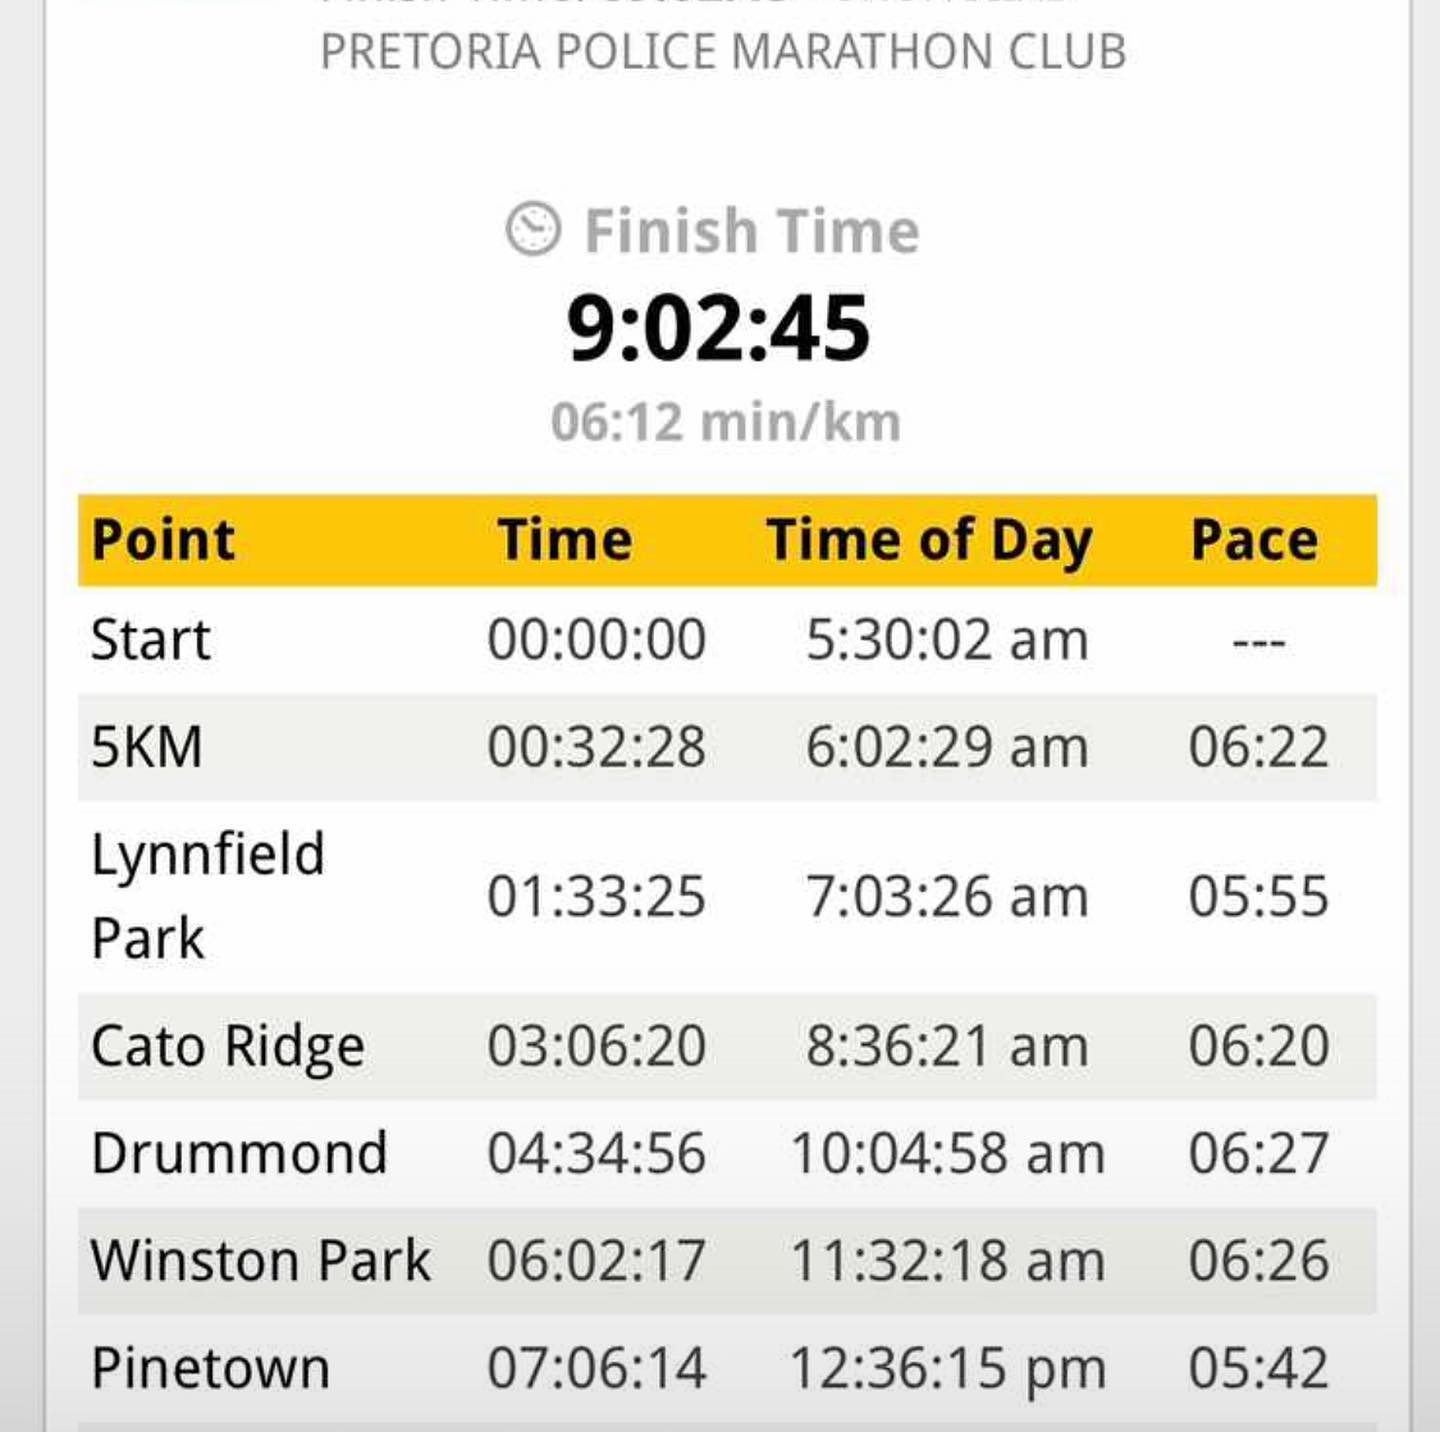 PRETORIA POLICE MARATHON CLUB
Finish Time
9:02:45
06:12 min/km
Point Time Time of Day Pace
Start 00:00:00 5:30:02 am ---
5KM 00:32:28 6:02:29 am 06:22
Lynnfield
Park 01:33:25 7:03:26 am 05:55
Cato Ridge 03:06:20 8:36:21 am 06:20
Drummond 04:34:56 10:04:58 am 06:27
Winston Park 06:02:17 11:32:18 am 06:26
Pinetown 07:06:14 12:36:15 pm 05:42